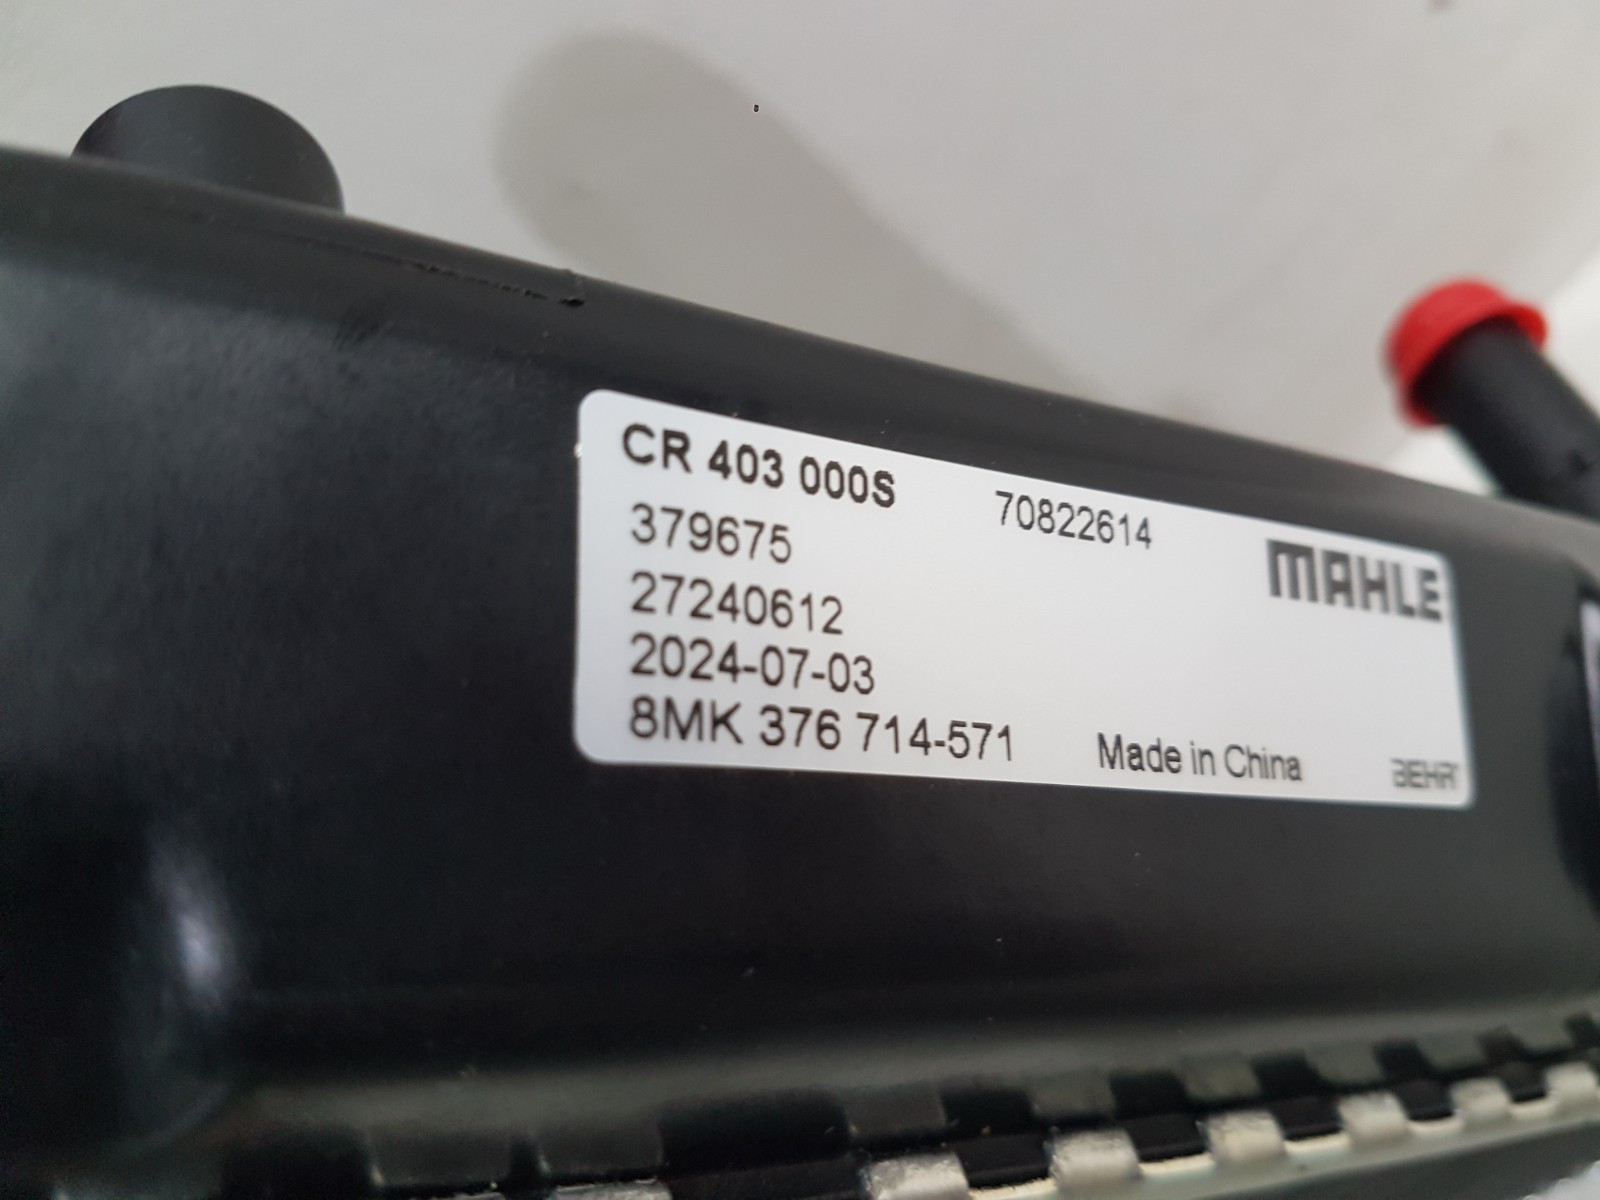 CR 403 000S 70822614
379675
MAHLE
27240612
2024-07-03
8MK 376 714-571 Made in China BEHR